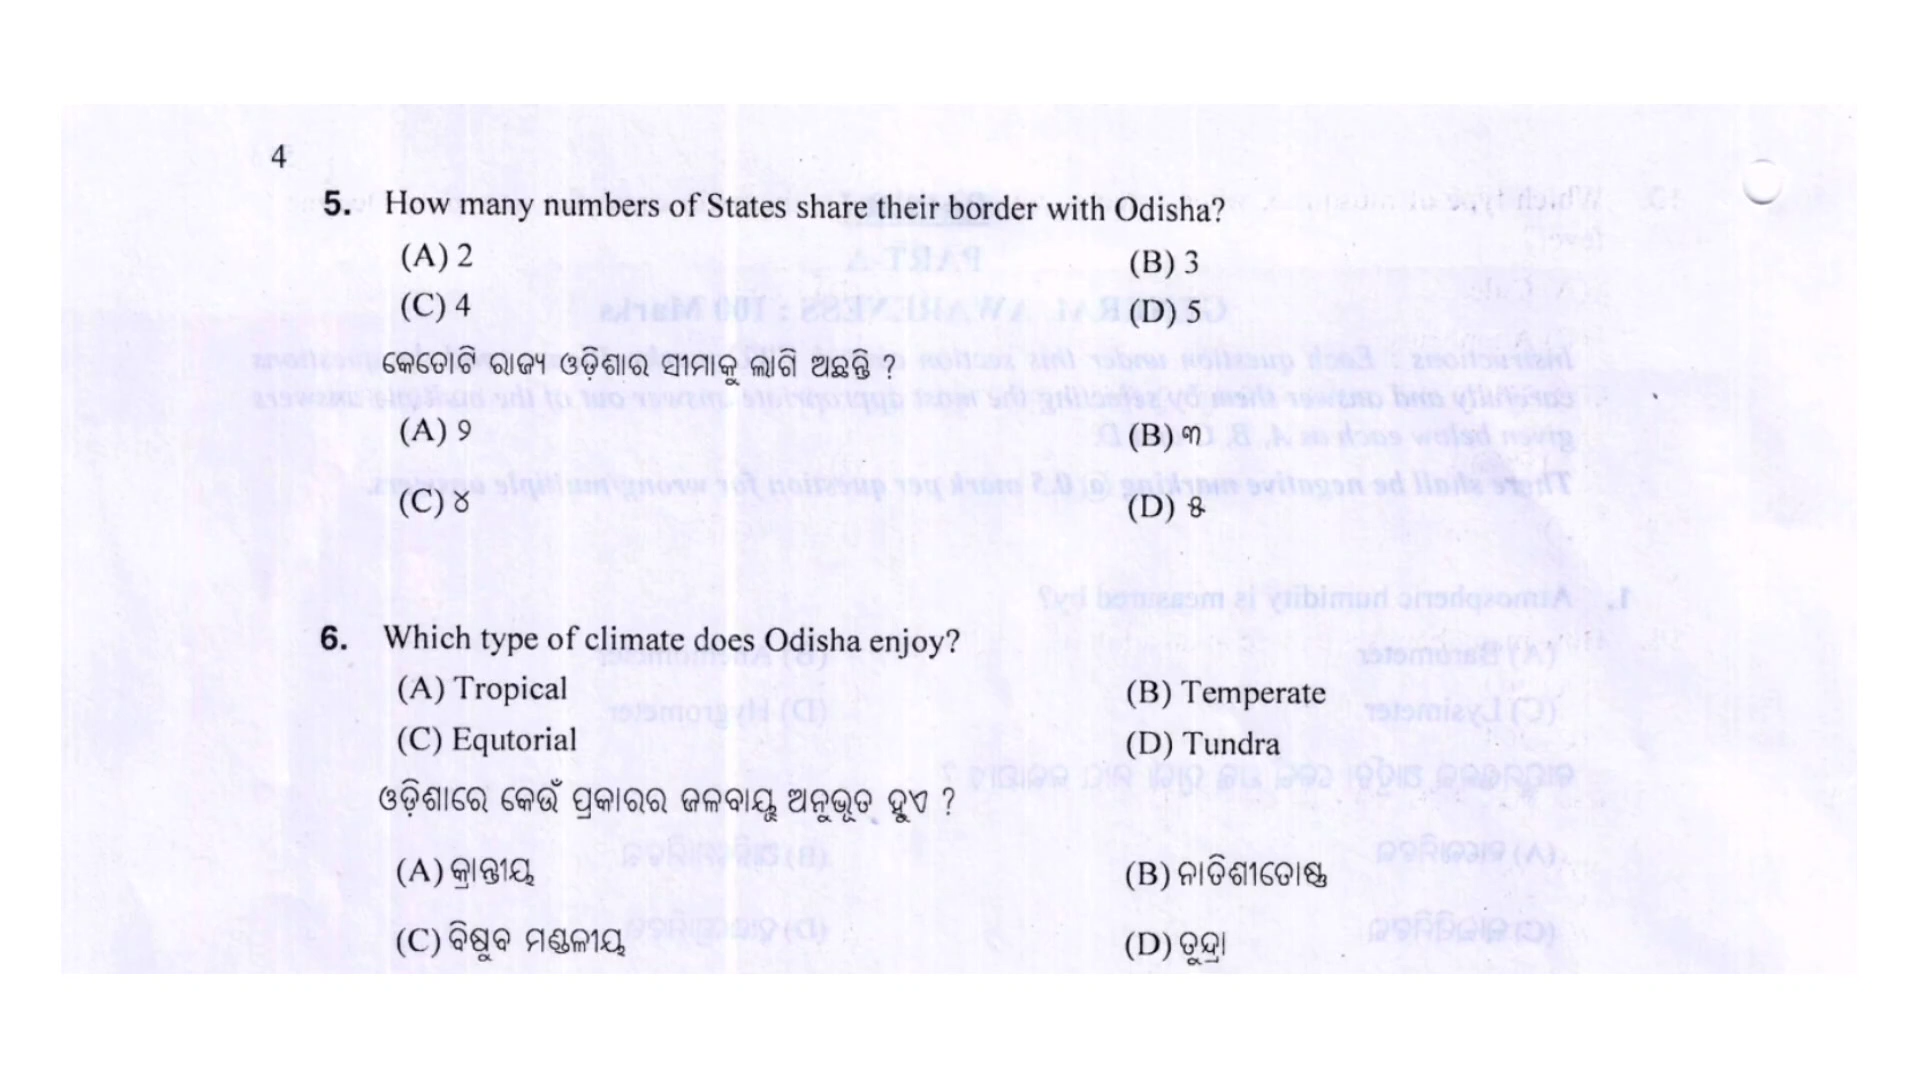 4
5. How many numbers of States share their border with Odisha?
(A) 2 (B) 3
(C) 4 (D) 5
କେତୋଟି ରାଜ୍ୟ ଓଡ଼ିଶାର ସୀମାକୁ ଲାଗି ଅଛନ୍ତି ?
(A) ୨ (B) ୩
(C) ୪ (D) ୫
6. Which type of climate does Odisha enjoy?
(A) Tropical (B) Temperate
(C) Equtorial (D) Tundra
ଓଡ଼ିଶାରେ କେଉଁ ପ୍ରକାରର ଜଳବାୟୁ ଅନୁଭୂତ ହୁଏ ?
(A) କ୍ରାନ୍ତୀୟ (B) ନାତିଶୀତୋଷ୍ଣ
(C) ବିଷୁବ ମଣ୍ଡଳୀୟ (D) ତୁନ୍ଦ୍ରା